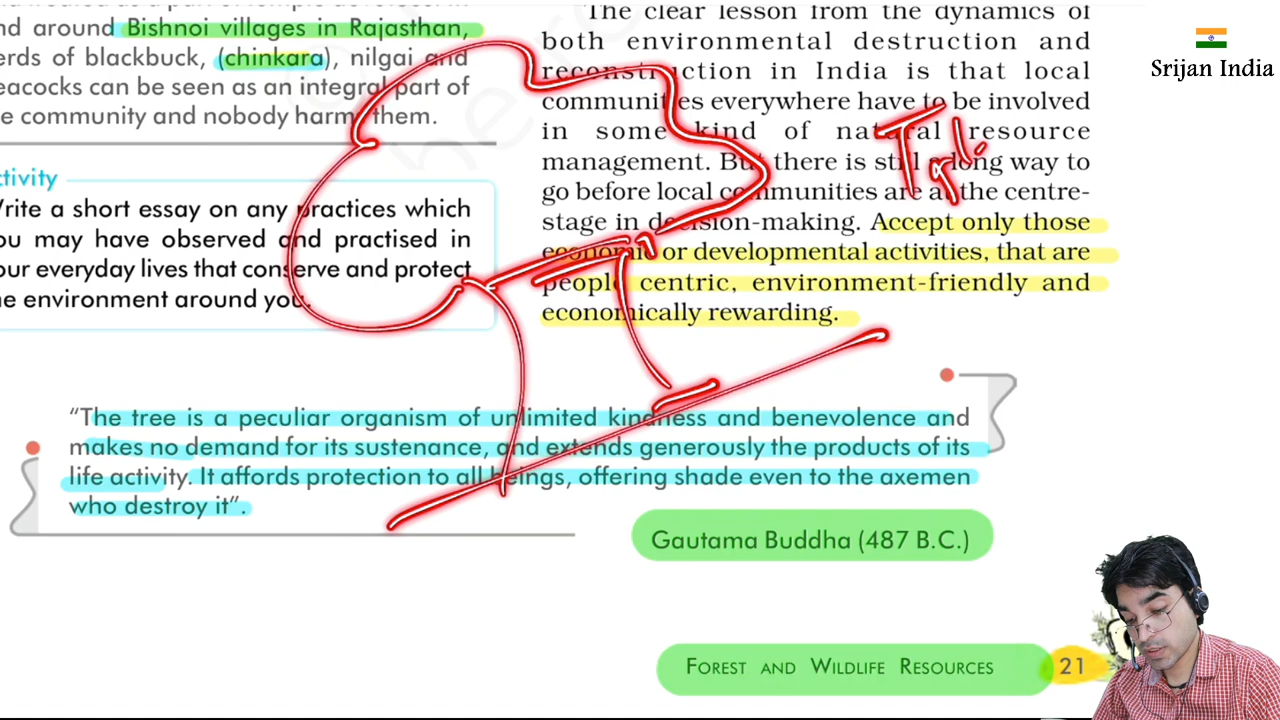 nd around Bishnoi villages in Rajasthan,
erds of blackbuck, (chinkara), nilgai and
eacocks can be seen as an integral part of
e community and nobody harms them.
ctivity
Write a short essay on any practices which
ou may have observed and practised in
our everyday lives that conserve and protect
he environment around you.
The clear lesson from the dynamics of
both environmental destruction and
reconstruction in India is that local
communities everywhere have to be involved
in some kind of natural resource
management. But there is still a long way to
go before local communities are at the centre-
stage in decision-making. Accept only those
economic or developmental activities, that are
people centric, environment-friendly and
economically rewarding.
Srijan India
“The tree is a peculiar organism of unlimited kindness and benevolence and
makes no demand for its sustenance, and extends generously the products of its
life activity. It affords protection to all beings, offering shade even to the axemen
who destroy it”.
Gautama Buddha (487 B.C.)
FOREST AND WILDLIFE RESOURCES 21